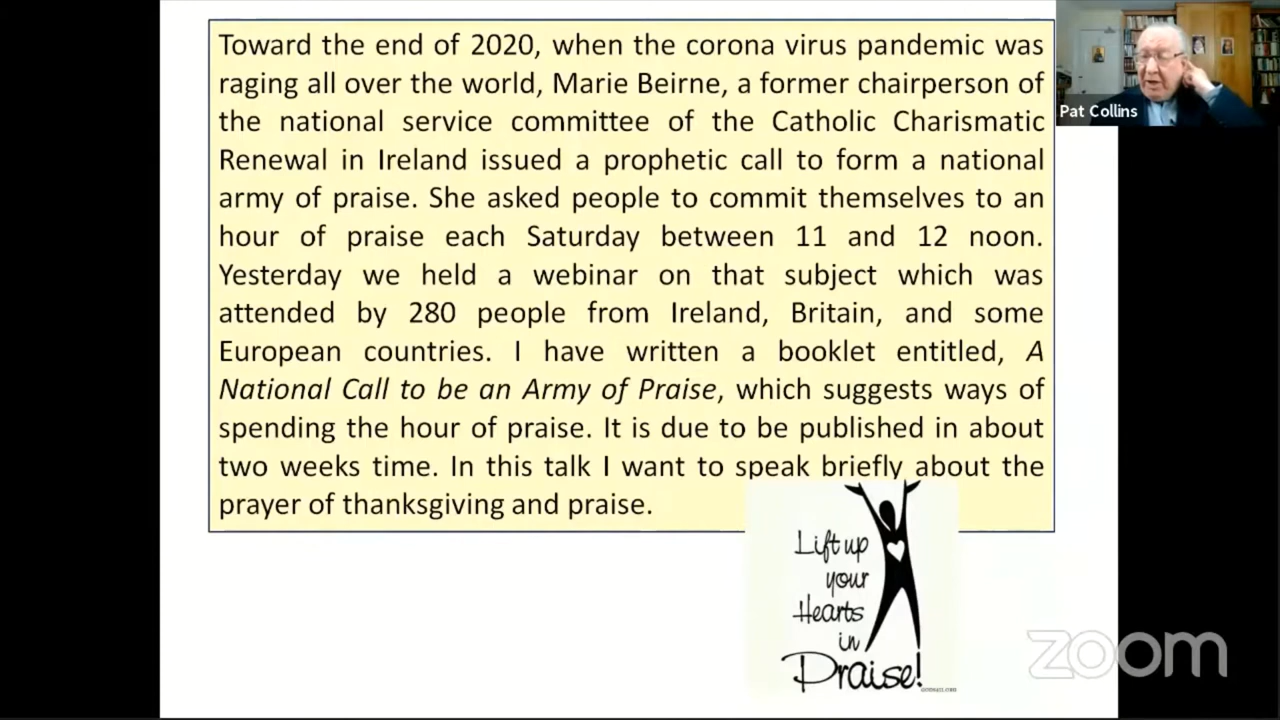 Toward the end of 2020, when the corona virus pandemic was
raging all over the world, Marie Beirne, a former chairperson of
the national service committee of the Catholic Charismatic
Renewal in Ireland issued a prophetic call to form a national
army of praise. She asked people to commit themselves to an
hour of praise each Saturday between 11 and 12 noon.
Yesterday we held a webinar on that subject which was
attended by 280 people from Ireland, Britain, and some
European countries. I have written a booklet entitled, A
National Call to be an Army of Praise, which suggests ways of
spending the hour of praise. It is due to be published in about
two weeks time. In this talk I want to speak briefly about the
prayer of thanksgiving and praise.
Pat Collins
Lift up
your
Hearts
in
Praise!
zoom